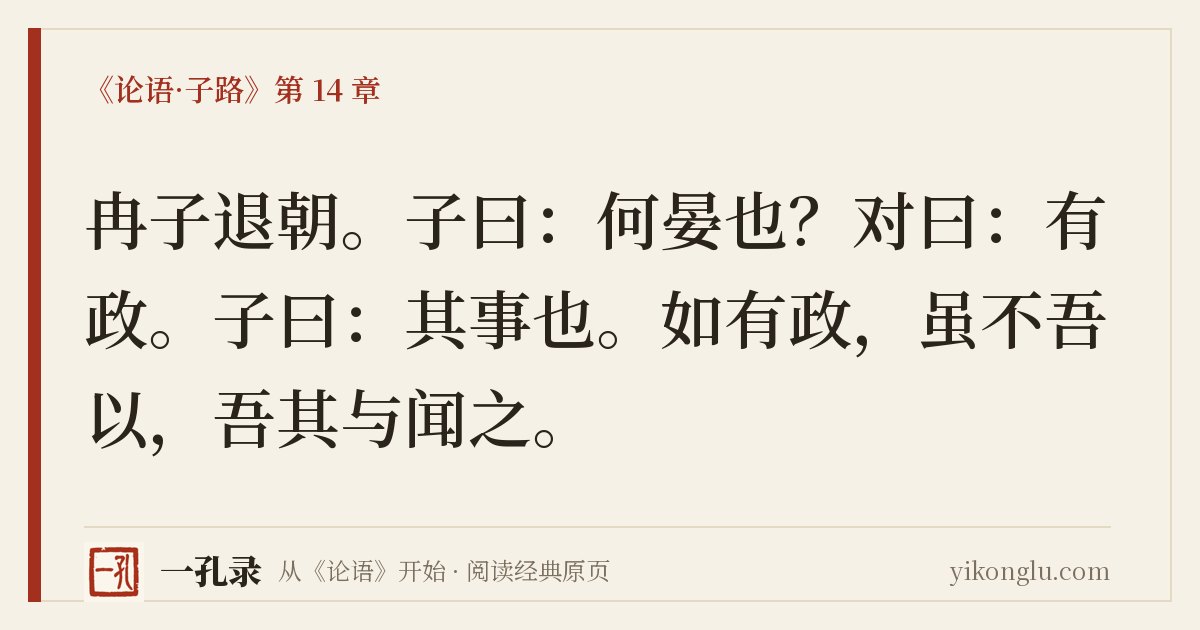 《论语·子路》第 14 章
冉子退朝。子曰：何晏也？对曰：有
政。子曰：其事也。如有政，虽不吾
以，吾其与闻之。
一孔
一孔录 从《论语》开始 · 阅读经典原页 yikonglu.com